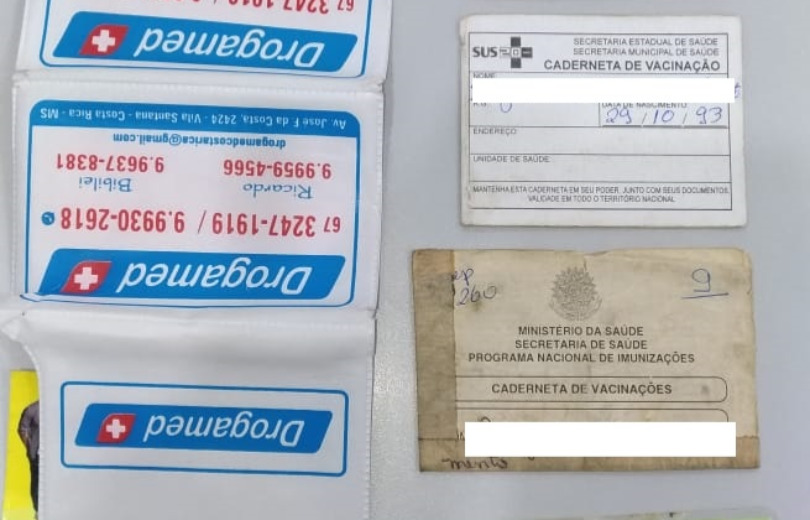 67 3247-1919
Drogamed
Av. José F da Costa, 2424 - Vila Santana - Costa Rica - MS
drogamedcostarica@gmail.com
9.9959-4566 9.9637-8381
Ricardo Bibilei
67 3247-1919 / 9.9930-2618
Drogamed
Drogamed
SUS
SECRETARIA ESTADUAL DE SAÚDE
SECRETARIA MUNICIPAL DE SAÚDE
CADERNETA DE VACINAÇÃO
NOME
R.G.
DATA DE NASCIMENTO
29 / 10 / 93
ENDEREÇO
UNIDADE DE SAÚDE
MANTENHA ESTA CADERNETA EM SEU PODER, JUNTO COM SEUS DOCUMENTOS,
VALIDADE EM TODO O TERRITÓRIO NACIONAL
260
9
MINISTÉRIO DA SAÚDE
SECRETARIA DE SAÚDE
PROGRAMA NACIONAL DE IMUNIZAÇÕES
CADERNETA DE VACINAÇÕES